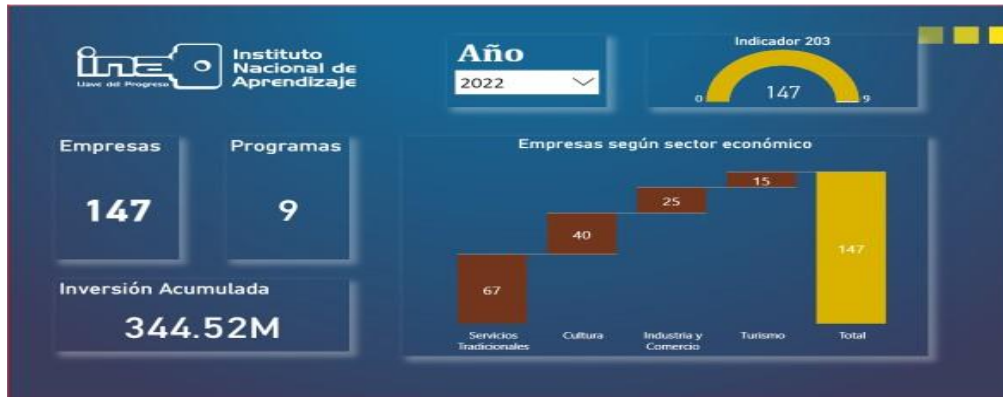 ina
Llave del Progreso
Instituto
Nacional de
Aprendizaje
Año
2022
Indicador 203
0
147
9
Empresas
147
Programas
9
Inversión Acumulada
344.52M
Empresas según sector económico
67
40
25
15
147
Servicios
Tradicionales
Cultura
Industria y
Comercio
Turismo
Total